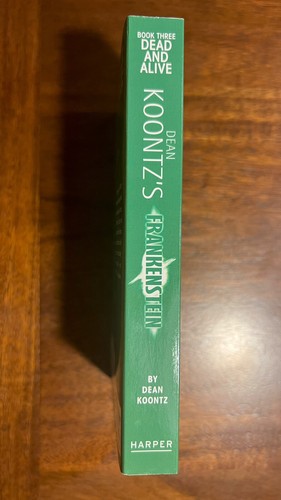 BOOK THREE
DEAD
AND
ALIVE
DEAN
KOONTZ'S
FRANKENSTEIN
BY
DEAN
KOONTZ
HARPER